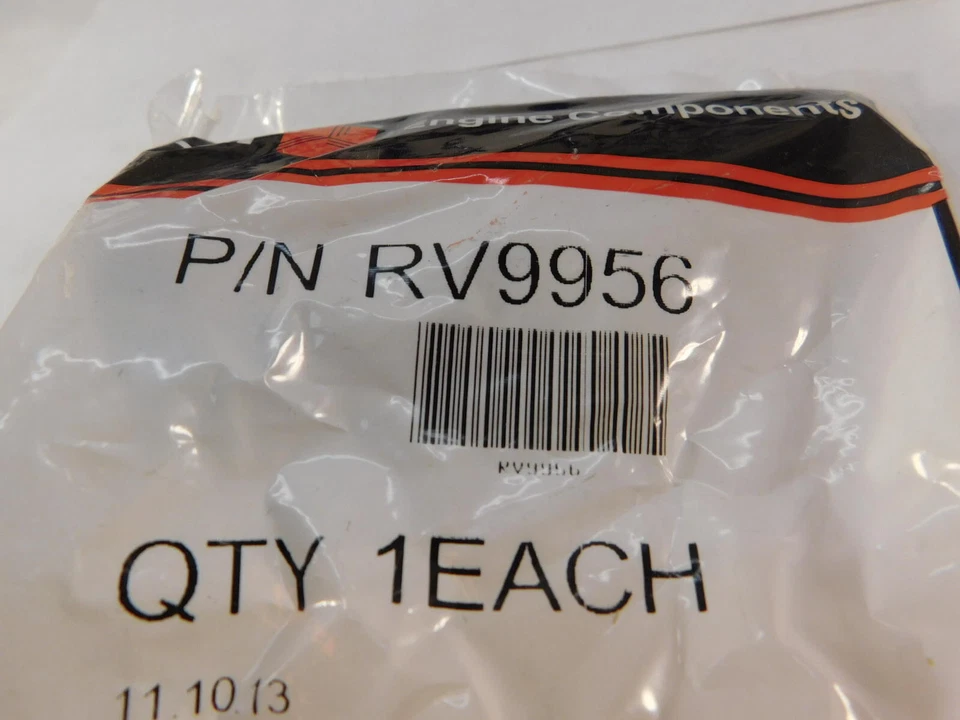 Engine Components
P/N RV9956
RV9956
QTY 1EACH
11.10.13